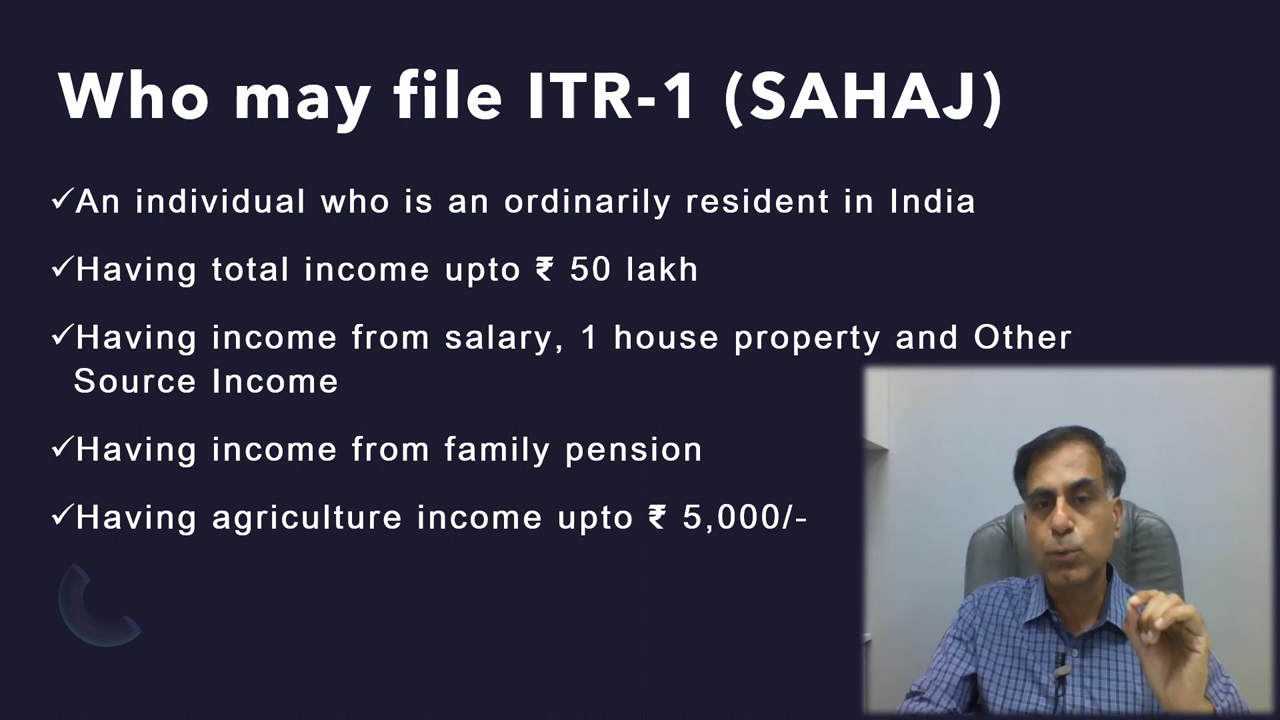 Who may file ITR-1 (SAHAJ)
✓An individual who is an ordinarily resident in India
✓Having total income upto ₹ 50 lakh
✓Having income from salary, 1 house property and Other
Source Income
✓Having income from family pension
✓Having agriculture income upto ₹ 5,000/-